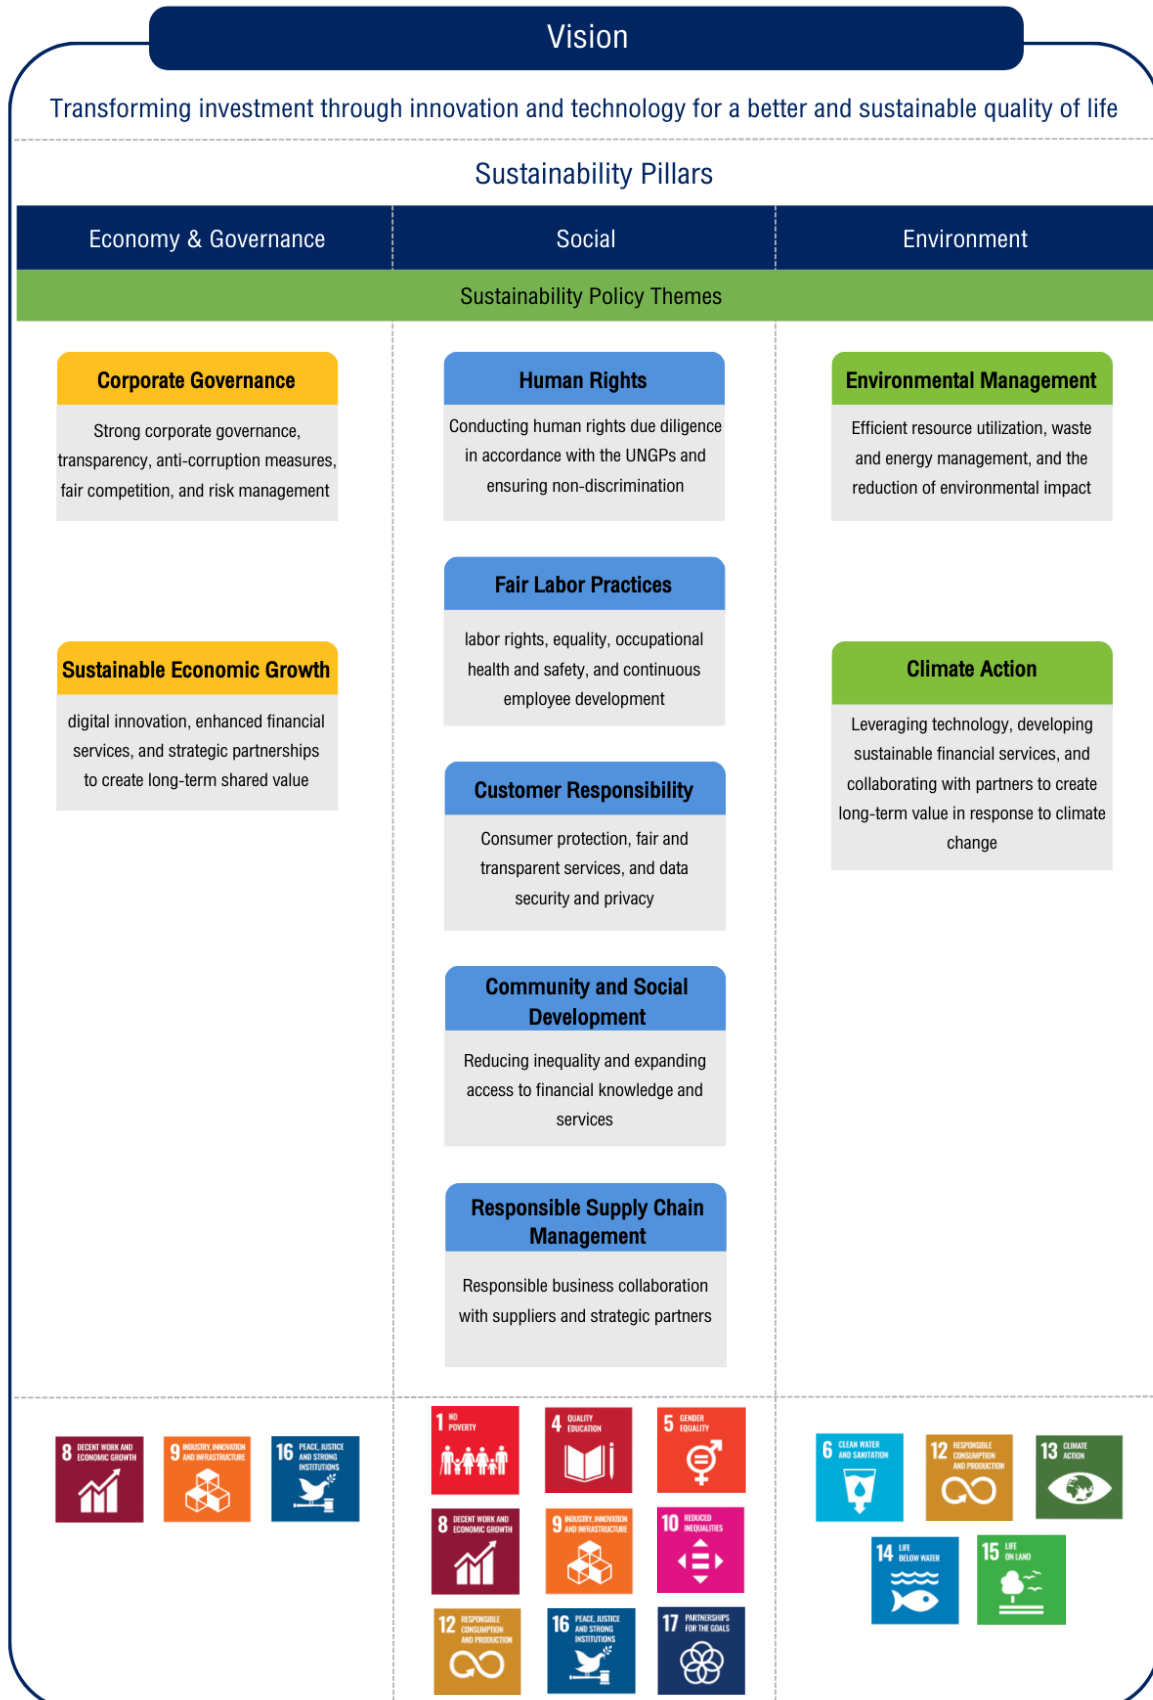 Vision
Transforming investment through innovation and technology for a better and sustainable quality of life
Sustainability Pillars
Economy & Governance
Social
Environment
Sustainability Policy Themes
Corporate Governance
Strong corporate governance,
transparency, anti-corruption measures,
fair competition, and risk management
Sustainable Economic Growth
digital innovation, enhanced financial
services, and strategic partnerships
to create long-term shared value
Human Rights
Conducting human rights due diligence
in accordance with the UNGPs and
ensuring non-discrimination
Fair Labor Practices
labor rights, equality, occupational
health and safety, and continuous
employee development
Customer Responsibility
Consumer protection, fair and
transparent services, and data
security and privacy
Community and Social
Development
Reducing inequality and expanding
access to financial knowledge and
services
Responsible Supply Chain
Management
Responsible business collaboration
with suppliers and strategic partners
Environmental Management
Efficient resource utilization, waste
and energy management, and the
reduction of environmental impact
Climate Action
Leveraging technology, developing
sustainable financial services, and
collaborating with partners to create
long-term value in response to climate
change
8 DECENT WORK AND
ECONOMIC GROWTH
9 INDUSTRY, INNOVATION
AND INFRASTRUCTURE
16 PEACE, JUSTICE
AND STRONG
INSTITUTIONS
1 NO
POVERTY
4 QUALITY
EDUCATION
5 GENDER
EQUALITY
8 DECENT WORK AND
ECONOMIC GROWTH
9 INDUSTRY, INNOVATION
AND INFRASTRUCTURE
10 REDUCED
INEQUALITIES
12 RESPONSIBLE
CONSUMPTION
AND PRODUCTION
16 PEACE, JUSTICE
AND STRONG
INSTITUTIONS
17 PARTNERSHIPS
FOR THE GOALS
6 CLEAN WATER
AND SANITATION
12 RESPONSIBLE
CONSUMPTION
AND PRODUCTION
13 CLIMATE
ACTION
14 LIFE
BELOW WATER
15 LIFE
ON LAND